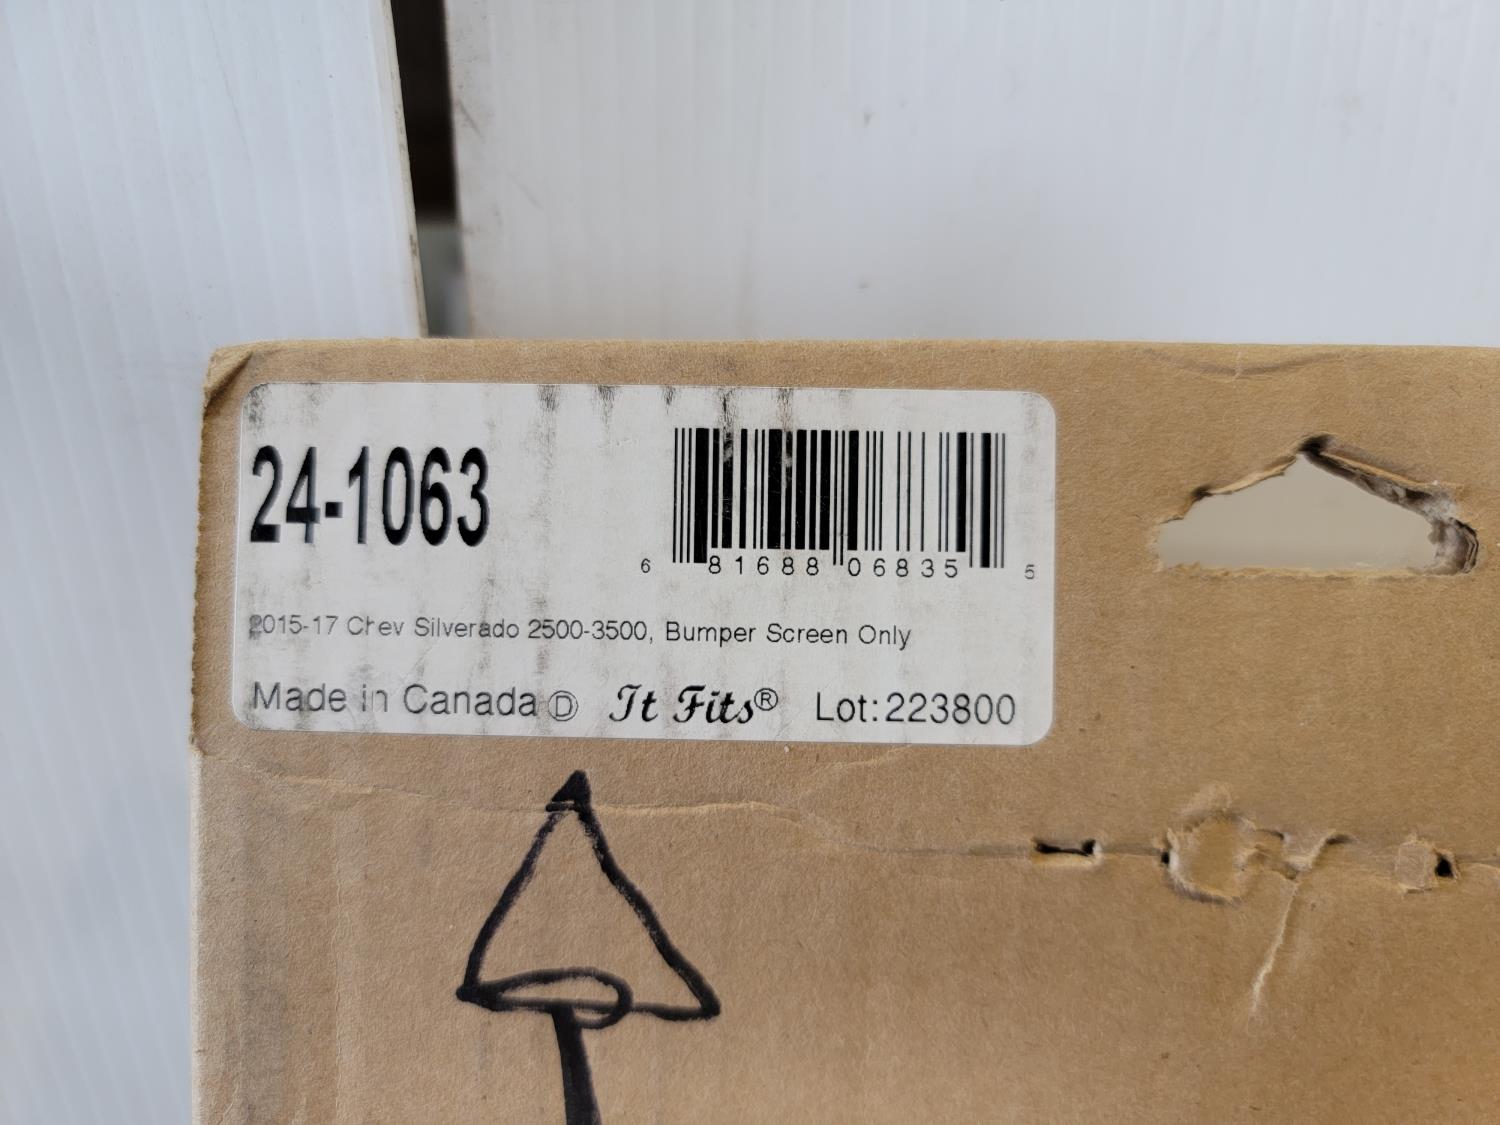 24-1063
6 81688 06835 5
2015-17 Chev Silverado 2500-3500, Bumper Screen Only
Made in Canada Ⓓ It Fits® Lot:223800